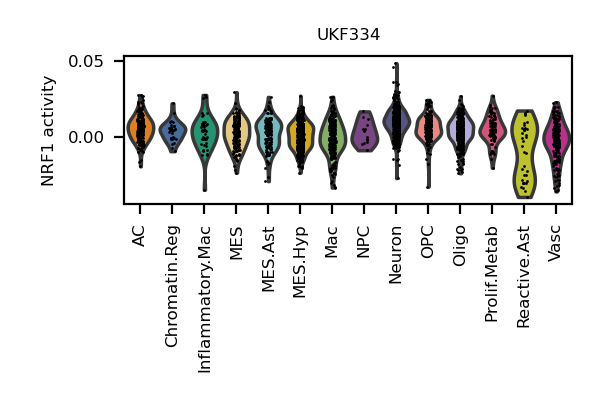 UKF334
NRF1 activity
0.05
0.00
AC
Chromatin.Reg
Inflammatory.Mac
MES
MES.Ast
MES.Hyp
Mac
NPC
Neuron
OPC
Oligo
Prolif.Metab
Reactive.Ast
Vasc